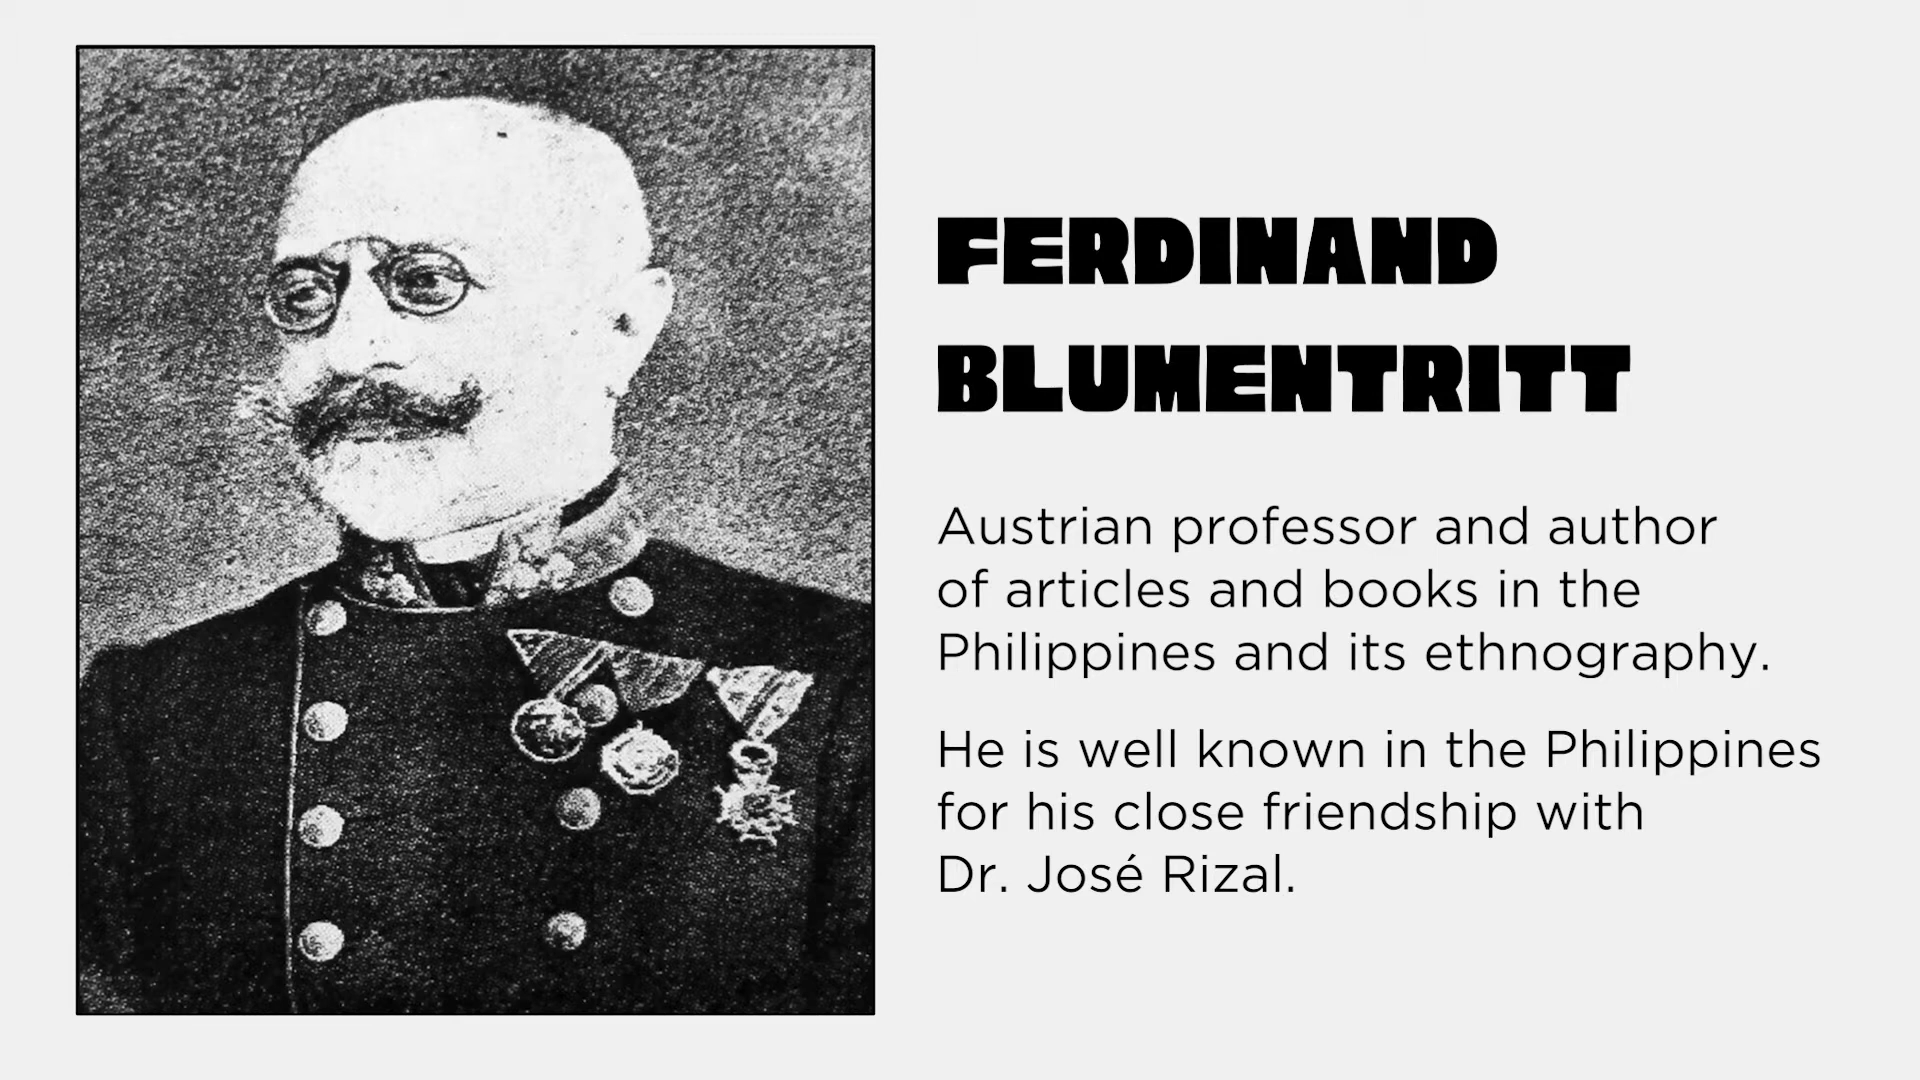 FERDINAND
BLUMENTRITT
Austrian professor and author
of articles and books in the
Philippines and its ethnography.
He is well known in the Philippines
for his close friendship with
Dr. José Rizal.